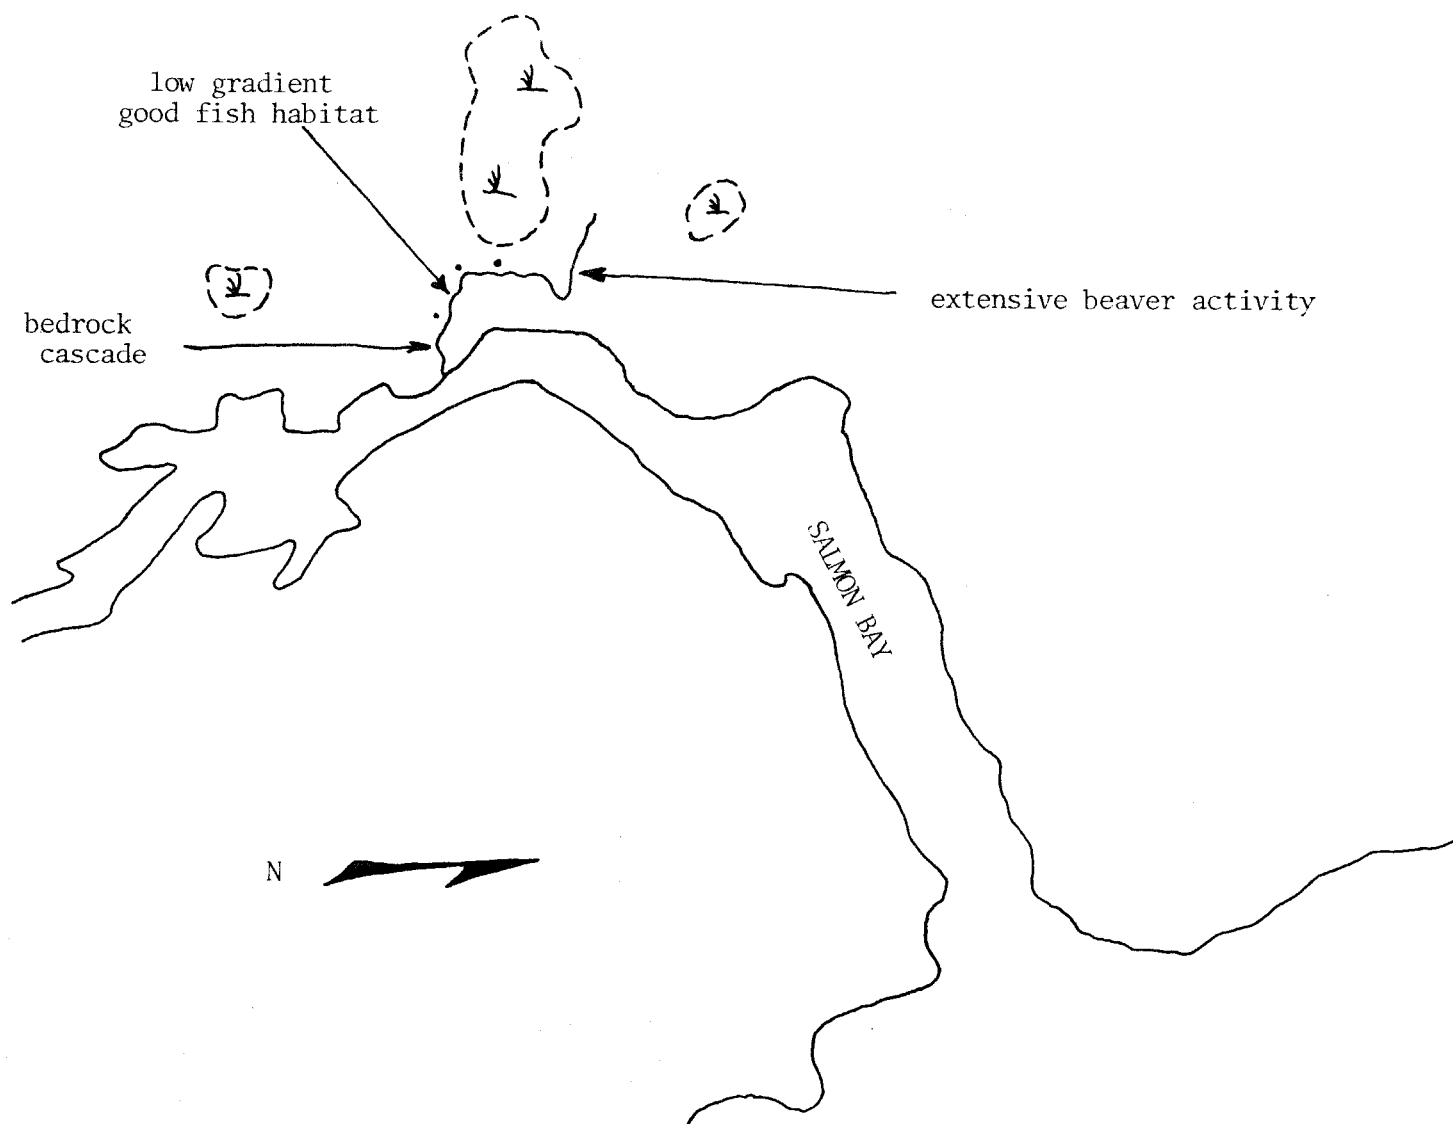 low gradient
good fish habitat
extensive beaver activity
bedrock
cascade
SALMON BAY
N